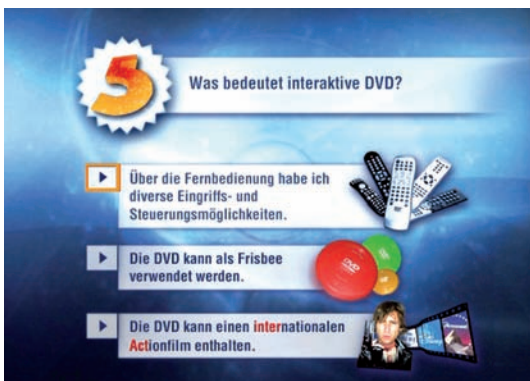 5
Was bedeutet interaktive DVD?
Über die Fernbedienung habe ich
diverse Eingriffs- und
Steuerungsmöglichkeiten.
Die DVD kann als Frisbee
verwendet werden.
DVD
Die DVD kann einen internationalen
Actionfilm enthalten.